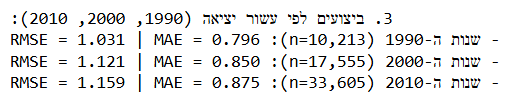 3. ביצועים לפי עשור יציאה (1990, 2000, 2010):
- שנות ה-1990 (n=10,213): RMSE = 1.031 | MAE = 0.796
- שנות ה-2000 (n=17,555): RMSE = 1.121 | MAE = 0.850
- שנות ה-2010 (n=33,605): RMSE = 1.159 | MAE = 0.875